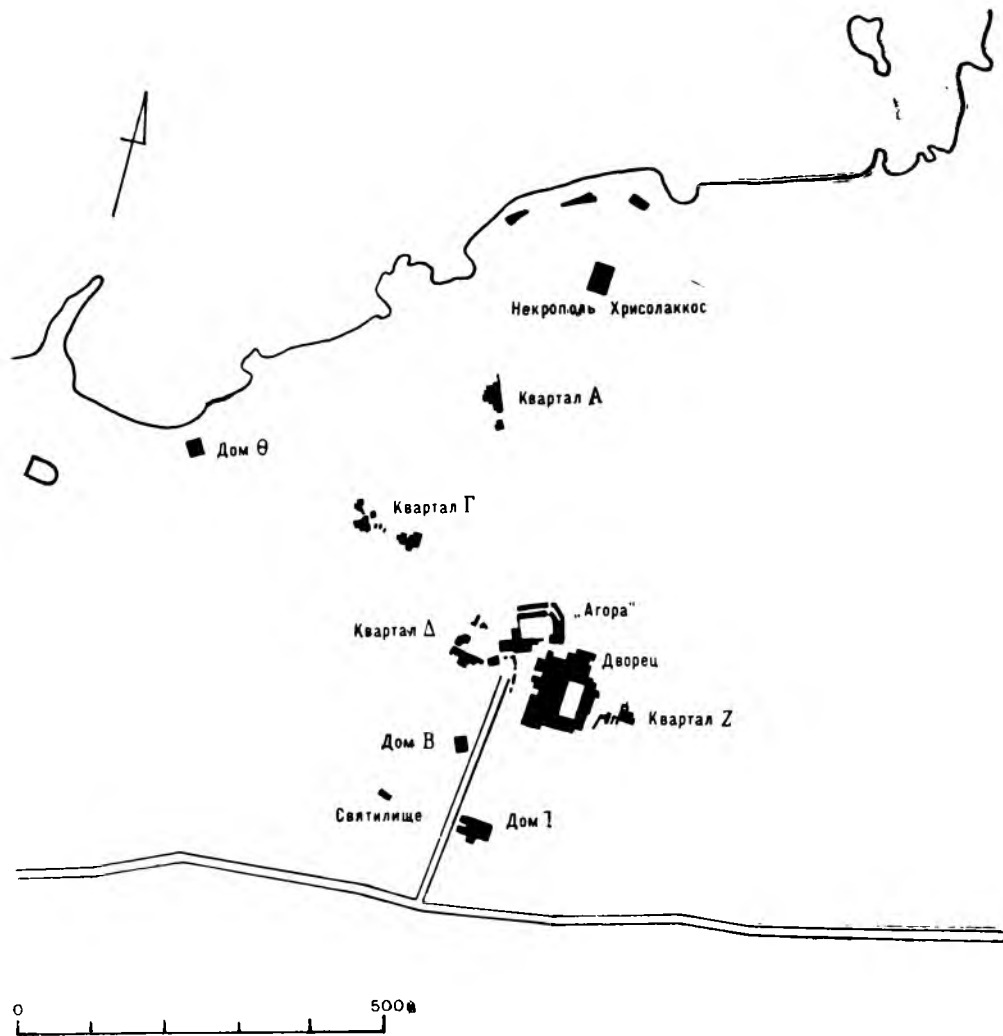 Некрополь Хрисолаккос
Квартал А
Дом Θ
Квартал Г
„Агора"
Квартал Δ
Дворец
Квартал Z
Дом В
Святилище
Дом
0
500